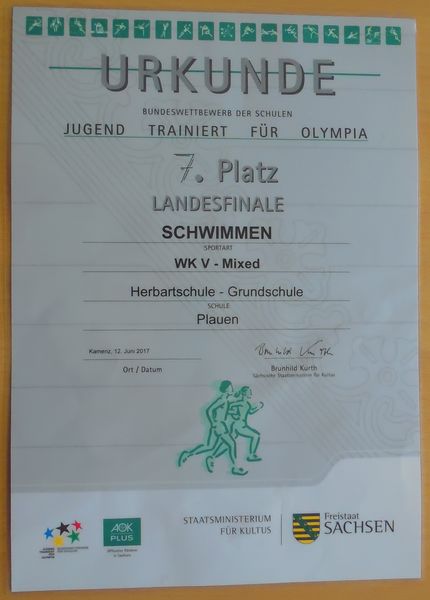 URKUNDE
BUNDESWETTBEWERB DER SCHULEN
JUGEND TRAINIERT FÜR OLYMPIA
7. Platz
LANDESFINALE
SCHWIMMEN
SPORTART
WK V - Mixed
Herbartschule - Grundschule
SCHULE
Plauen
Kamenz, 12. Juni 2017
Ort / Datum
Brunhild Kurth
Sächsische Staatsministerin für Kultus
AOK
PLUS
STAATSMINISTERIUM
FÜR KULTUS
Freistaat
SACHSEN